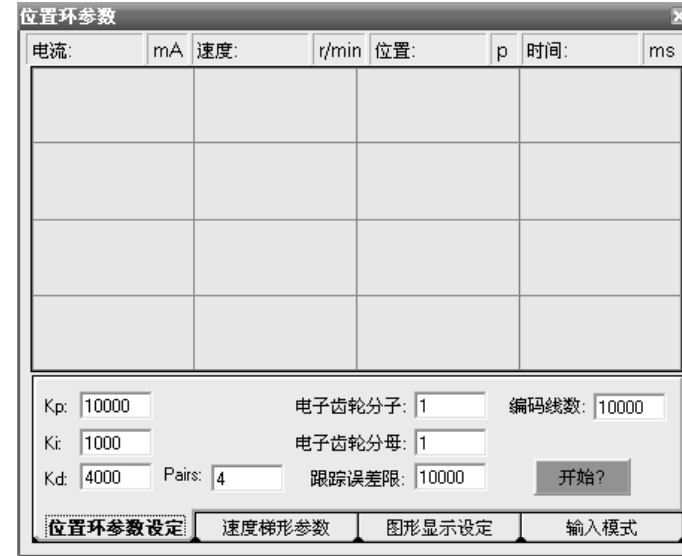 位置环参数
电流: mA 速度: r/min 位置: p 时间: ms
Kp: 10000 电子齿轮分子: 1 编码线数: 10000
Ki: 1000 电子齿轮分母: 1
Kd: 4000 Pairs: 4 跟踪误差限: 10000 开始?
位置环参数设定 速度梯形参数 图形显示设定 输入模式